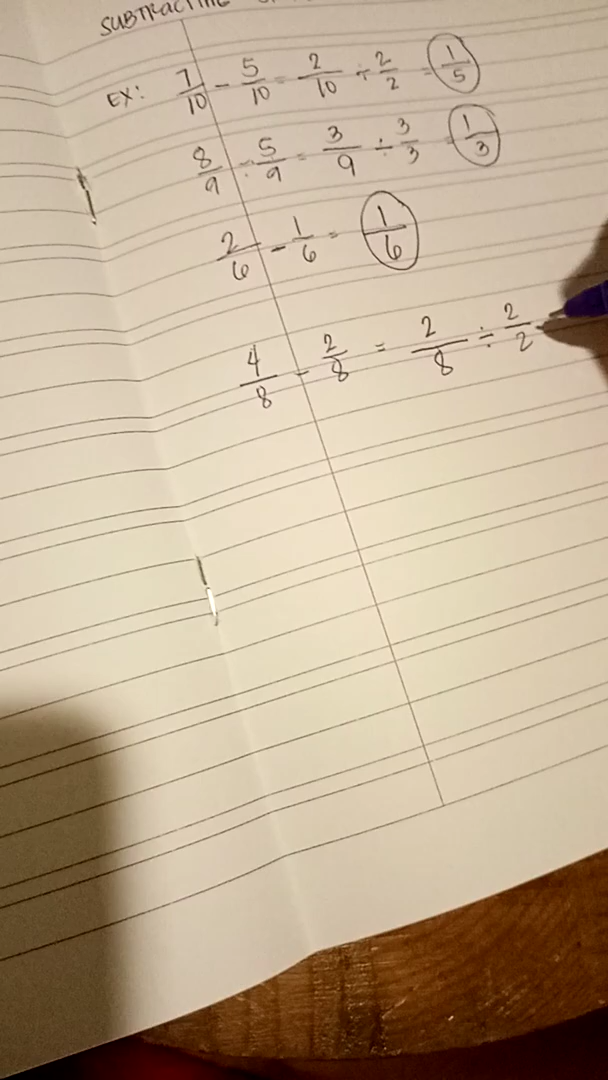 SUBTRACTING
EX: 7/10 - 5/10 = 2/10 ÷ 2/2 = 1/5
8/9 - 5/9 = 3/9 ÷ 3/3 = 1/3
2/6 - 1/6 = 1/6
4/8 - 2/8 = 2/8 ÷ 2/2